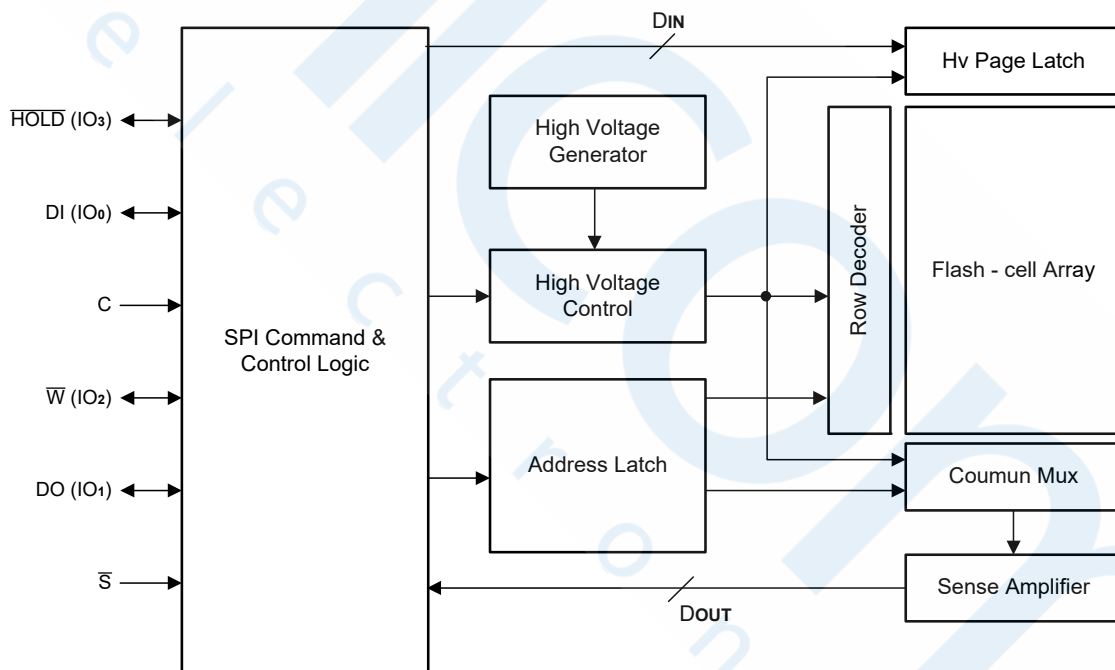 DIN
Hv Page Latch
HOLD (IO3)
High Voltage
Generator
DI (IO0)
Row Decoder
Flash - cell Array
C
High Voltage
Control
SPI Command &
Control Logic
W (IO2)
Address Latch
Coumun Mux
DO (IO1)
S
Sense Amplifier
DOUT